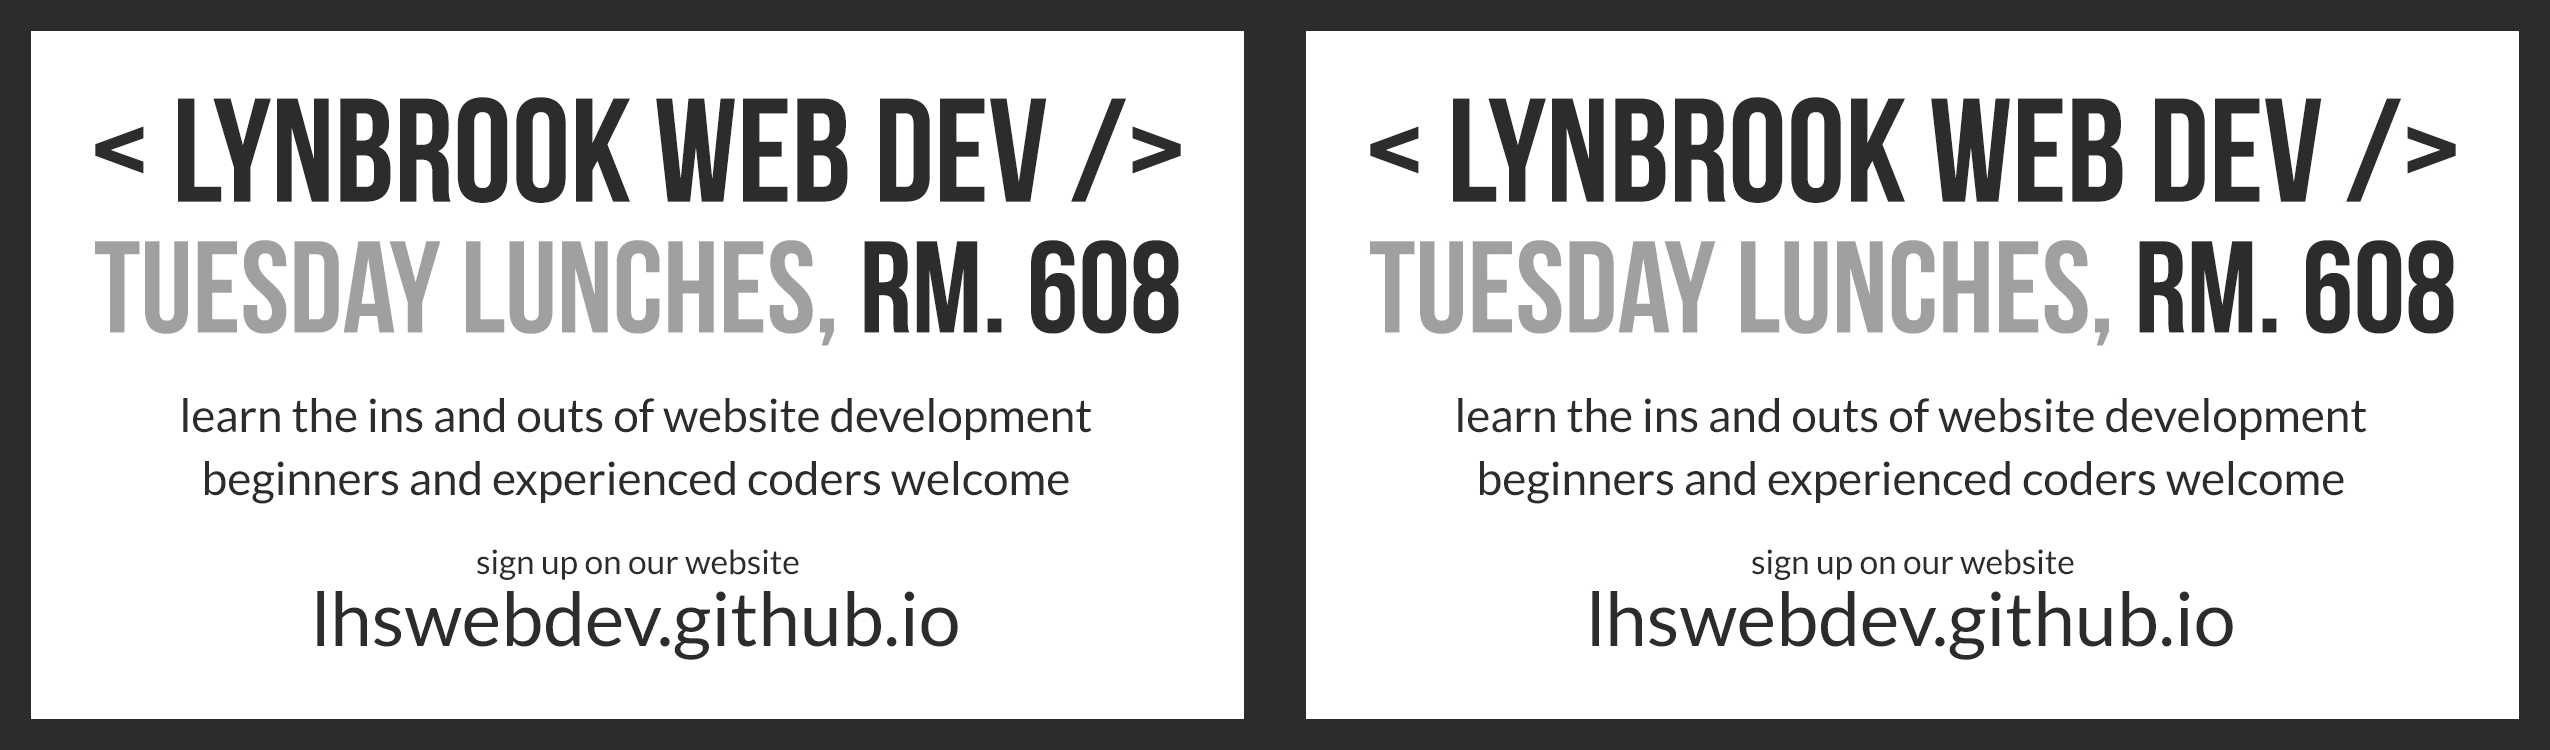 < LYNBROOK WEB DEV />
TUESDAY LUNCHES, RM. 608
learn the ins and outs of website development
beginners and experienced coders welcome
sign up on our website
lhswebdev.github.io
< LYNBROOK WEB DEV />
TUESDAY LUNCHES, RM. 608
learn the ins and outs of website development
beginners and experienced coders welcome
sign up on our website
lhswebdev.github.io